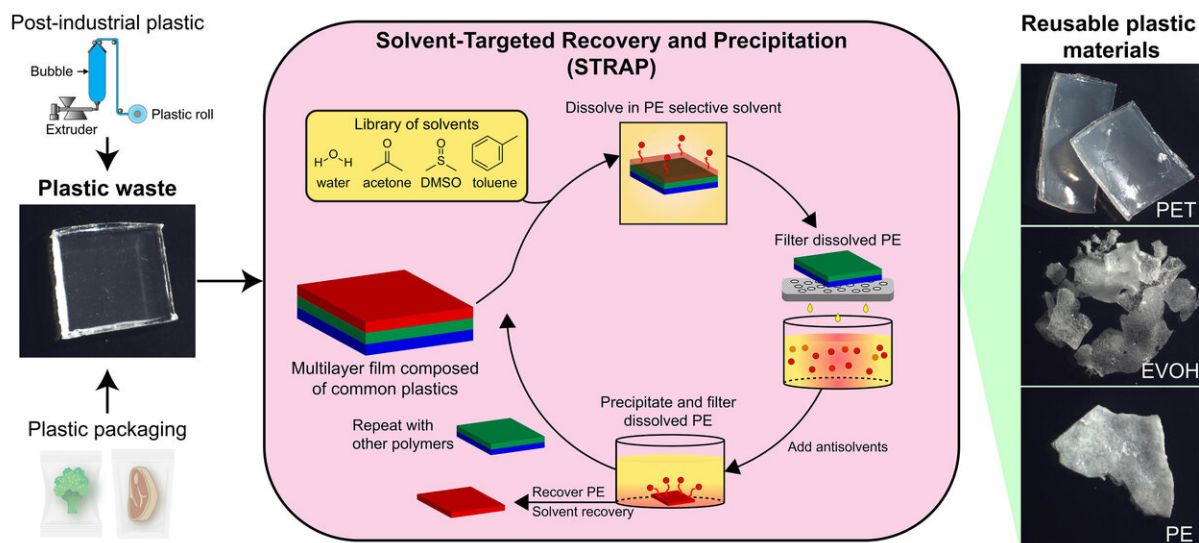 Post-industrial plastic
Bubble
Extruder
Plastic roll
Plastic waste
Plastic packaging
Solvent-Targeted Recovery and Precipitation
(STRAP)
Library of solvents
H O H
O
O
S
water acetone DMSO toluene
Dissolve in PE selective solvent
Filter dissolved PE
Add antisolvents
Precipitate and filter
dissolved PE
Recover PE
Solvent recovery
Repeat with
other polymers
Multilayer film composed
of common plastics
Reusable plastic
materials
PET
EVOH
PE